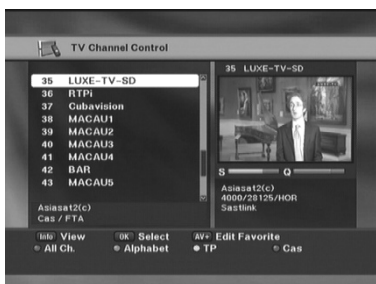 TV Channel Control
35 LUXE-TV-SD
36 RTPi
37 Cubavision
38 MACAU1
39 MACAU2
40 MACAU3
41 MACAU4
42 BAR
43 MACAU5
Asiasat2(c)
Cas / FTA
35 LUXE-TV-SD
S
Q
Asiasat2(c)
4000/28125/HOR
Sastlink
Info View OK Select AV+ Edit Favorite
All Ch. Alphabet TP Cas